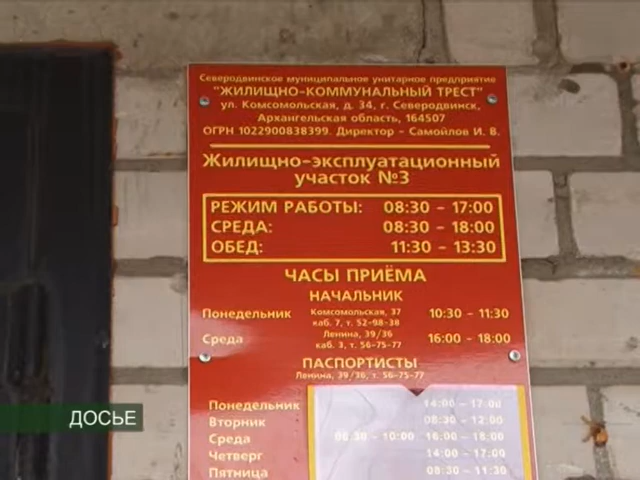 Северодвинское муниципальное унитарное предприятие
"ЖИЛИЩНО-КОММУНАЛЬНЫЙ ТРЕСТ"
ул. Комсомольская, д. 34, г. Северодвинск,
Архангельская область, 164507
ОГРН 1022900838399. Директор - Самойлов И. В.
Жилищно-эксплуатационный
участок №3
РЕЖИМ РАБОТЫ: 08:30 - 17:00
СРЕДА: 08:30 - 18:00
ОБЕД: 11:30 - 13:30
ЧАСЫ ПРИЁМА
НАЧАЛЬНИК
Понедельник Комсомольская, 37 каб. 7, т. 52-98-38 10:30 - 11:30
Среда Ленина, 39/36 каб. 3, т. 56-75-77 16:00 - 18:00
ПАСПОРТИСТЫ
Ленина, 39/36, т. 56-75-77
Понедельник 14:00 - 17:00
Вторник 08:30 - 12:00
Среда 08:30 - 10:00 16:00 - 18:00
Четверг 14:00 - 17:00
Пятница 08:30 - 11:30
ДОСЬЕ